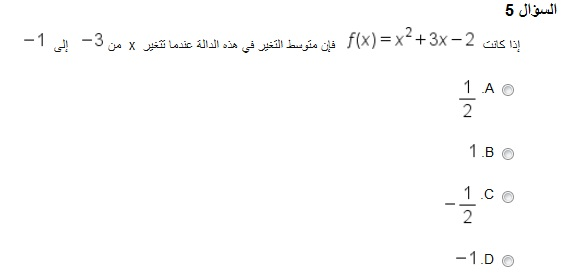 السؤال 5
إذا كانت f(x) = x² + 3x − 2 فإن متوسط التغير في هذه الدالة عندما تتغير x من −3 إلى −1
A. 1/2
B. 1
C. −1/2
D. −1